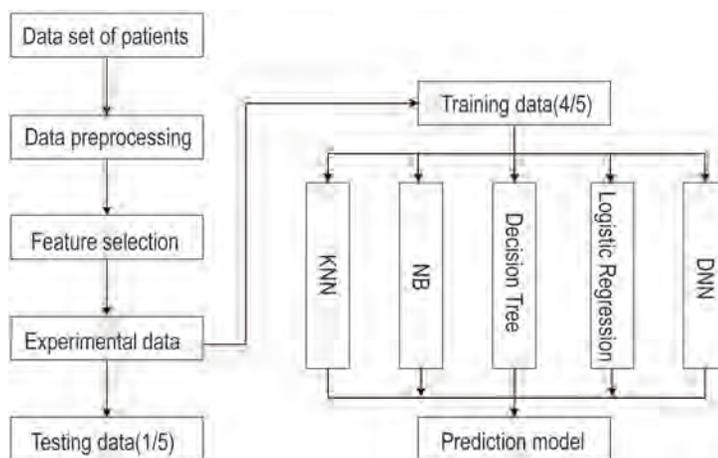 Data set of patients
Data preprocessing
Feature selection
Experimental data
Testing data(1/5)
Training data(4/5)
KNN
NB
Decision Tree
Logistic Regression
DNN
Prediction model